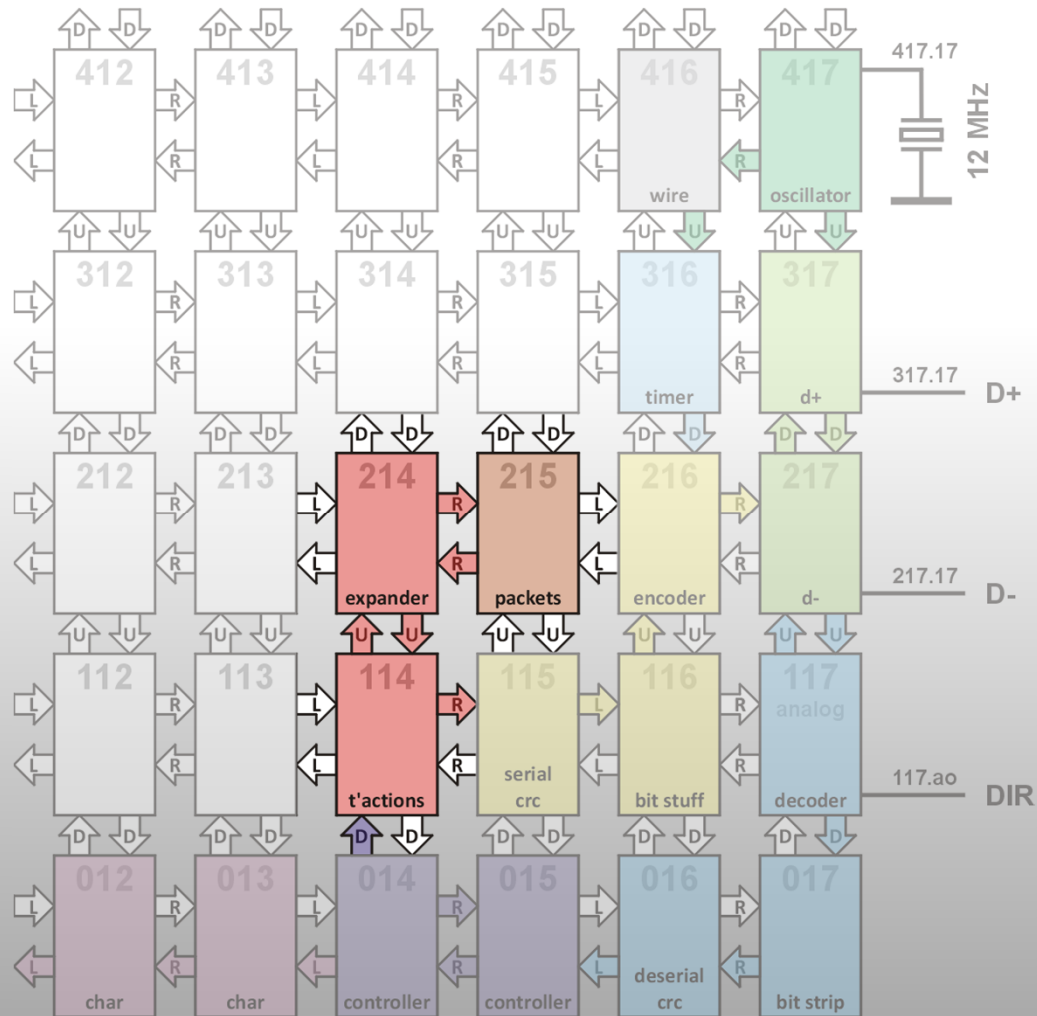 D D D D D D D D D D D D
412 413 414 415 416 417 417.17
L R L R L R
12 MHz
L R L R L R
wire oscillator
U U U U U U U U U U U U
312 313 314 315 316 317
L R L R L R
L R L R L R 317.17
timer d+ D+
D D D D D D D D D D D D
212 213 214 215 216 217
L R L R L R
L R L R L R 217.17
expander packets encoder d- D-
U U U U U U U U U U U U
112 113 114 115 116 117
analog
L R L R L R
L R L R L R 117.ao
serial
crc
t'actions bit stuff decoder DIR
D D D D D D D D D D D D
012 013 014 015 016 017
L R L R L R
L R L R L R
deserial
crc
char char controller controller bit strip